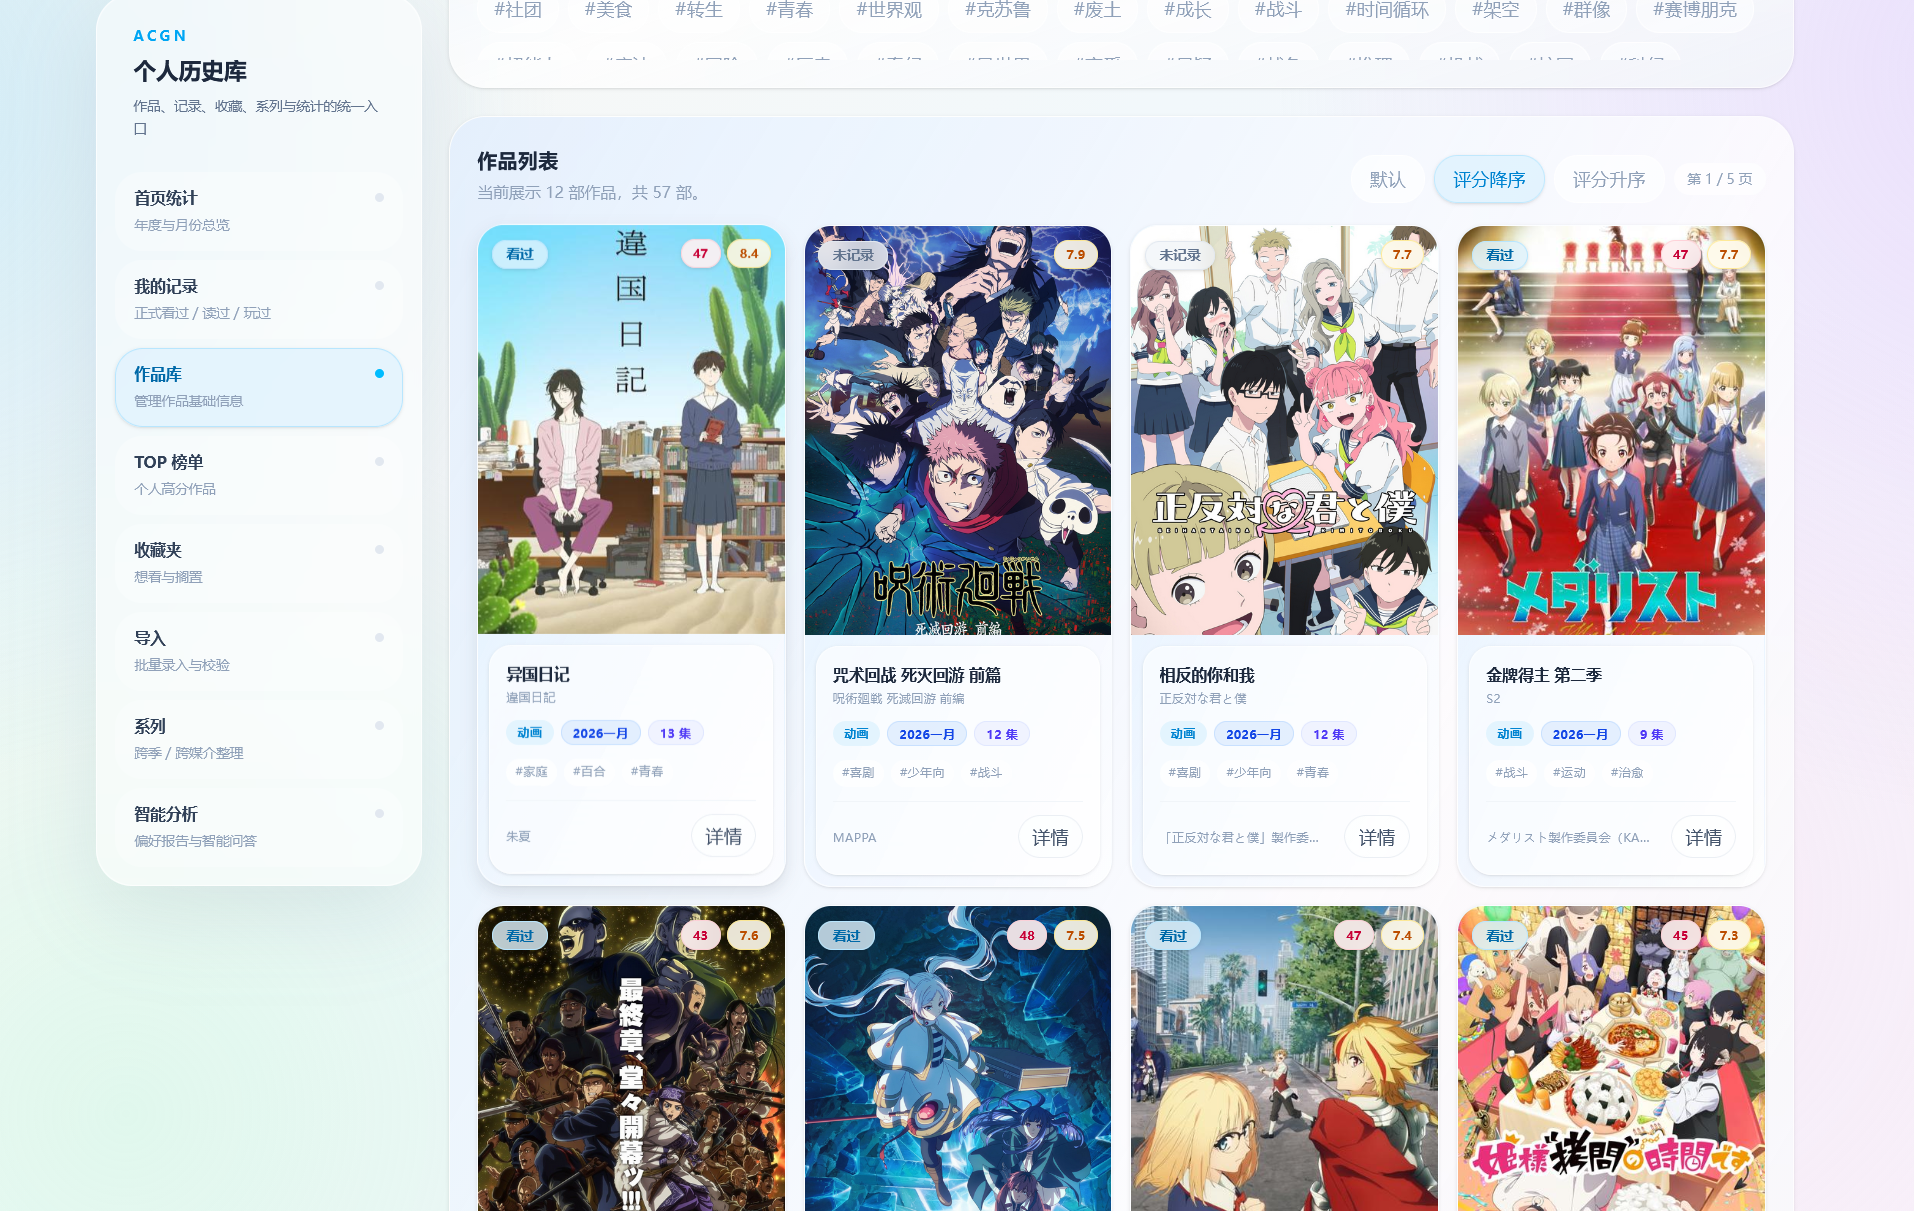 ACGN
个人历史库
作品、记录、收藏、系列与统计的统一入
口
首页统计
年度与月份总览
我的记录
正式看过 / 读过 / 玩过
作品库
管理作品基础信息
TOP 榜单
个人高分作品
收藏夹
想看与搁置
导入
批量录入与校验
系列
跨季 / 跨媒介整理
智能分析
偏好报告与智能问答
#社团 #美食 #转生 #青春 #世界观 #克苏鲁 #废土 #成长 #战斗 #时间循环 #架空 #群像 #赛博朋克
作品列表
当前展示 12 部作品，共 57 部。
默认 评分降序 评分升序 第 1 / 5 页
看过 47 8.4
違国日記
异国日记
違国日記
动画 2026一月 13 集
#家庭 #百合 #青春
朱夏 详情
未记录 7.9
呪術廻戦
死滅回游 前編
咒术回战 死灭回游 前篇
呪術廻戦 死滅回游 前編
动画 2026一月 12 集
#喜剧 #少年向 #战斗
MAPPA 详情
未记录 7.7
正反対な君と僕
相反的你和我
正反対な君と僕
动画 2026一月 12 集
#喜剧 #少年向 #青春
「正反対な君と僕」製作委... 详情
看过 47 7.7
メダリスト
金牌得主 第二季
S2
动画 2026一月 9 集
#战斗 #运动 #治愈
メダリスト製作委員会（KA... 详情
看过 43 7.6
最終章、堂々開幕ッ!!!
看过 48 7.5
看过 47 7.4
看过 45 7.3
姫様"拷問"の時間です